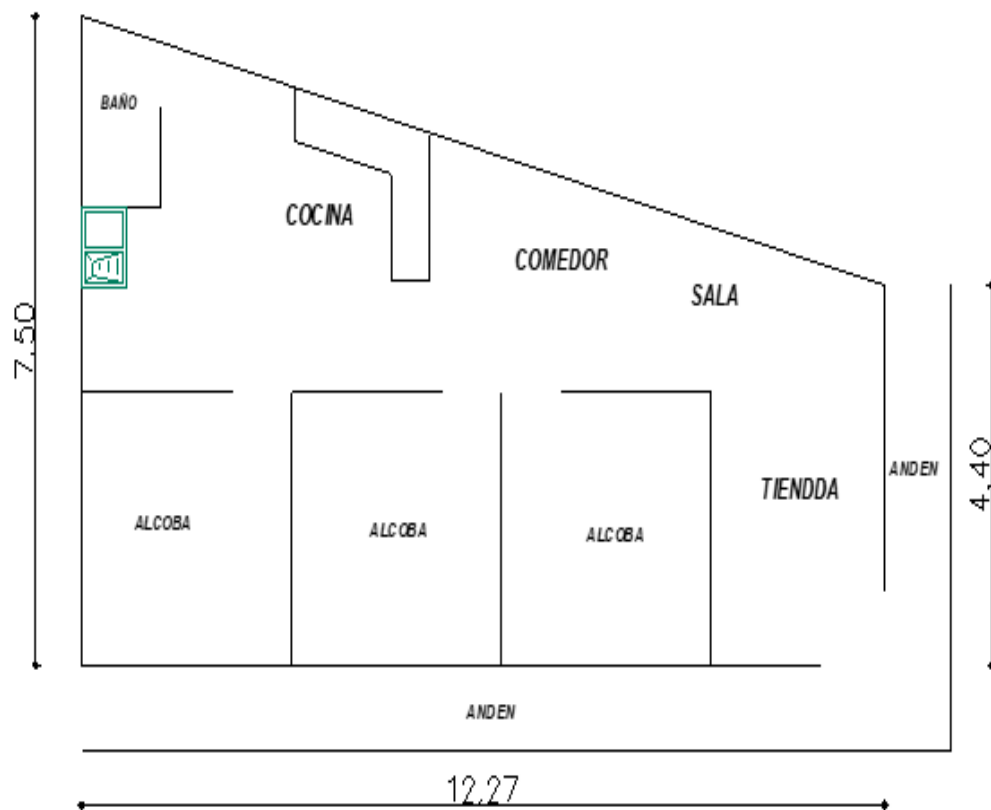 BAÑO
COCINA
COMEDOR
SALA
7,50
4,40
ANDEN
TIENDDA
ALCOBA
ALCOBA
ALCOBA
ANDEN
12,27